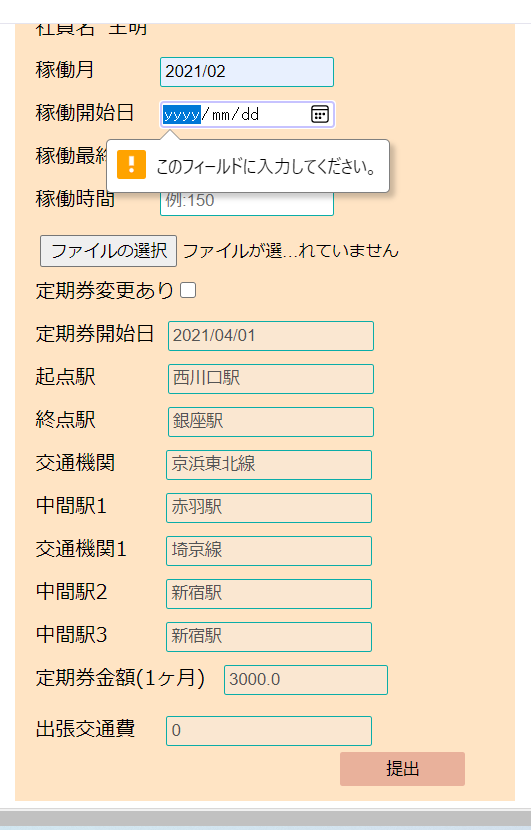 社員名 王明
稼働月 2021/02
稼働開始日 yyyy/mm/dd
稼働最終
! このフィールドに入力してください。
稼働時間 例:150
ファイルの選択 ファイルが選...れていません
定期券変更あり
定期券開始日 2021/04/01
起点駅 西川口駅
終点駅 銀座駅
交通機関 京浜東北線
中間駅1 赤羽駅
交通機関1 埼京線
中間駅2 新宿駅
中間駅3 新宿駅
定期券金額(1ヶ月) 3000.0
出張交通費 0
提出